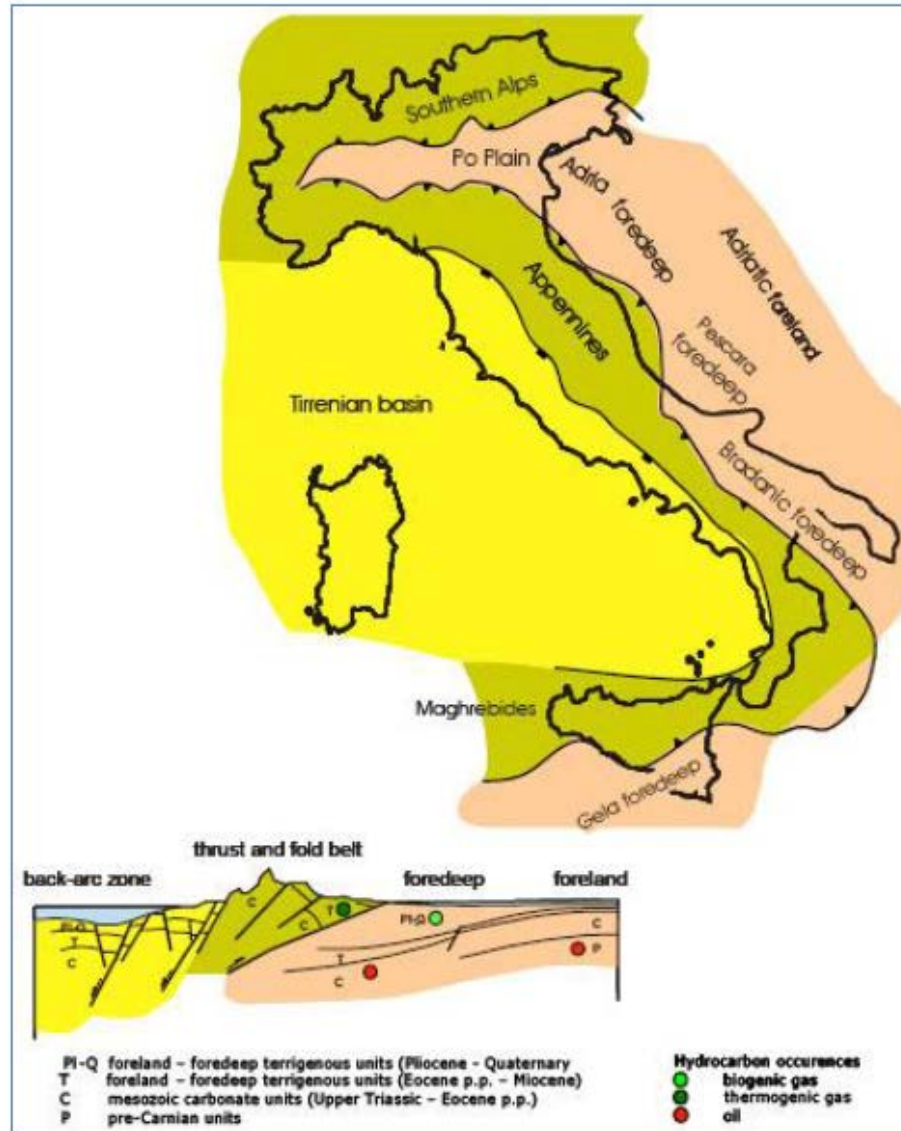 Southern Alps
Po Plain
Adria foredeep
Adriatic foreland
Appennines
Pescara foredeep
Tirrenian basin
Bradanic foredeep
Maghrebides
Gela foredeep
thrust and fold belt
back-arc zone
foredeep
foreland
C
T
C
Pl-Q
Pl-Q
T
C
C
P
T
C
Pl-Q foreland – foredeep terrigenous units (Pliocene - Quaternary
T foreland – foredeep terrigenous units (Eocene p.p. – Miocene)
C mesozoic carbonate units (Upper Triassic – Eocene p.p.)
P pre-Carnian units
Hydrocarbon occurences
biogenic gas
thermogenic gas
oil